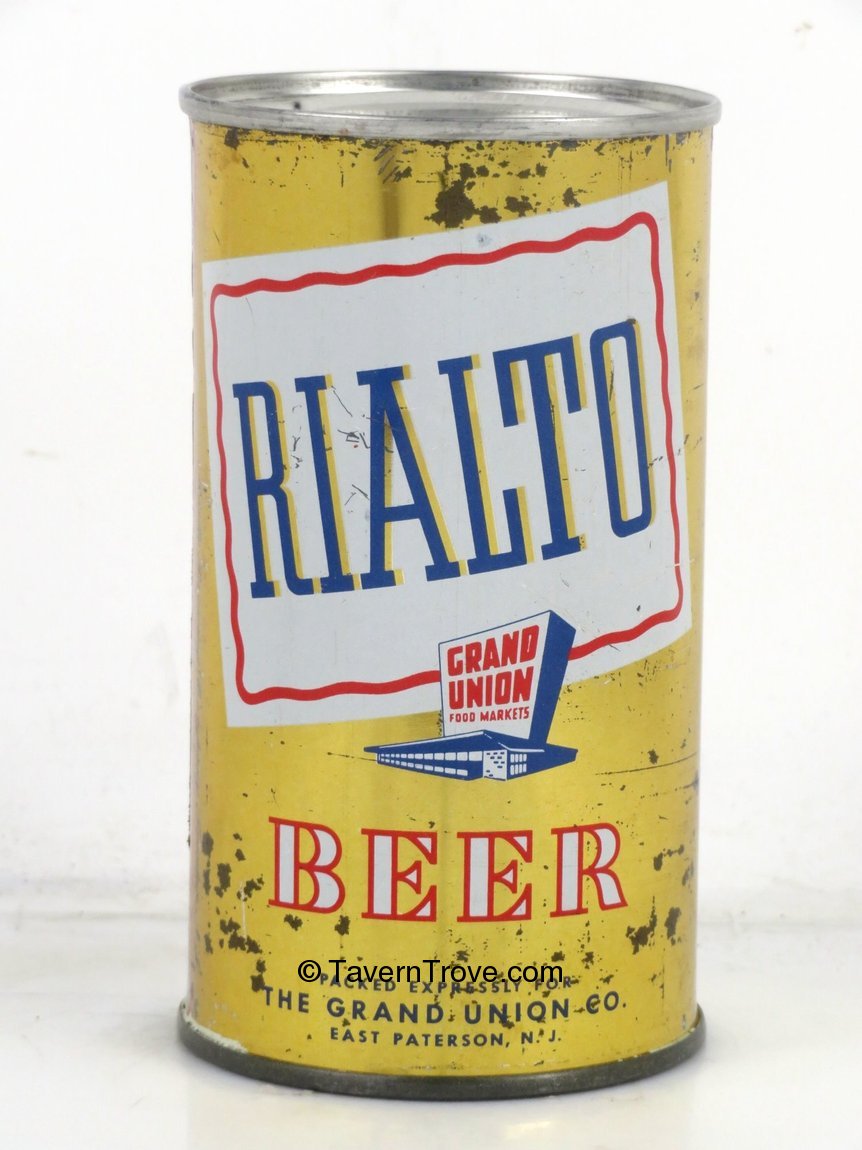 RIALTO
GRAND
UNION
FOOD MARKETS
BEER
©TavernTrove.com
PACKED EXPRESSLY FOR
THE GRAND UNION CO.
EAST PATERSON, N. J.